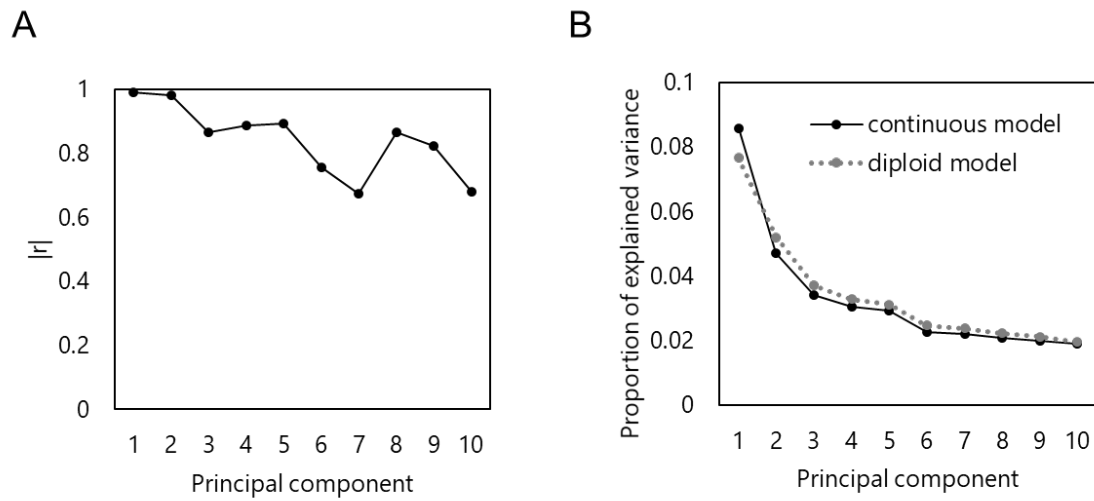 A
1
0.8
0.6
0.4
0.2
0
|r|
1 2 3 4 5 6 7 8 9 10
Principal component
B
0.1
0.08
0.06
0.04
0.02
0
Proportion of explained variance
continuous model
diploid model
1 2 3 4 5 6 7 8 9 10
Principal component